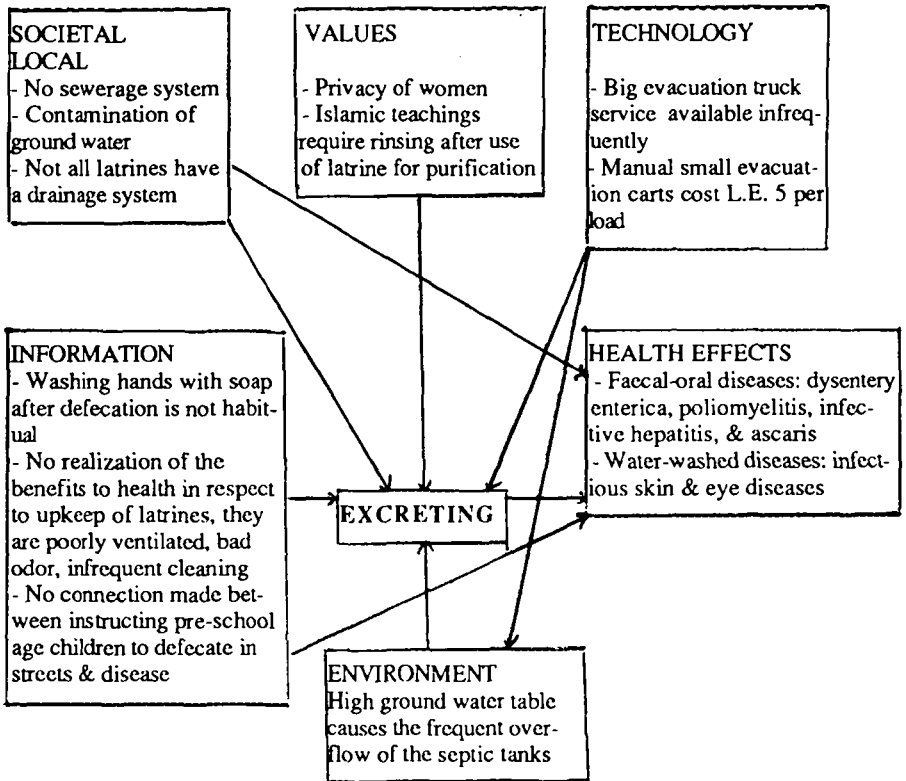 SOCIETAL
LOCAL
- No sewerage system
- Contamination of
ground water
- Not all latrines have
a drainage system
VALUES
- Privacy of women
- Islamic teachings
require rinsing after use
of latrine for purification
TECHNOLOGY
- Big evacuation truck
service available infreq-
uently
- Manual small evacuat-
ion carts cost L.E. 5 per
load
INFORMATION
- Washing hands with soap
after defecation is not habit-
ual
- No realization of the
benefits to health in respect
to upkeep of latrines, they
are poorly ventilated, bad
odor, infrequent cleaning
- No connection made bet-
ween instructing pre-school
age children to defecate in
streets & disease
EXCRETING
HEALTH EFFECTS
- Faecal-oral diseases: dysentery
enterica, poliomyelitis, infec-
tive hepatitis, & ascaris
- Water-washed diseases: infect-
ious skin & eye diseases
ENVIRONMENT
High ground water table
causes the frequent over-
flow of the septic tanks